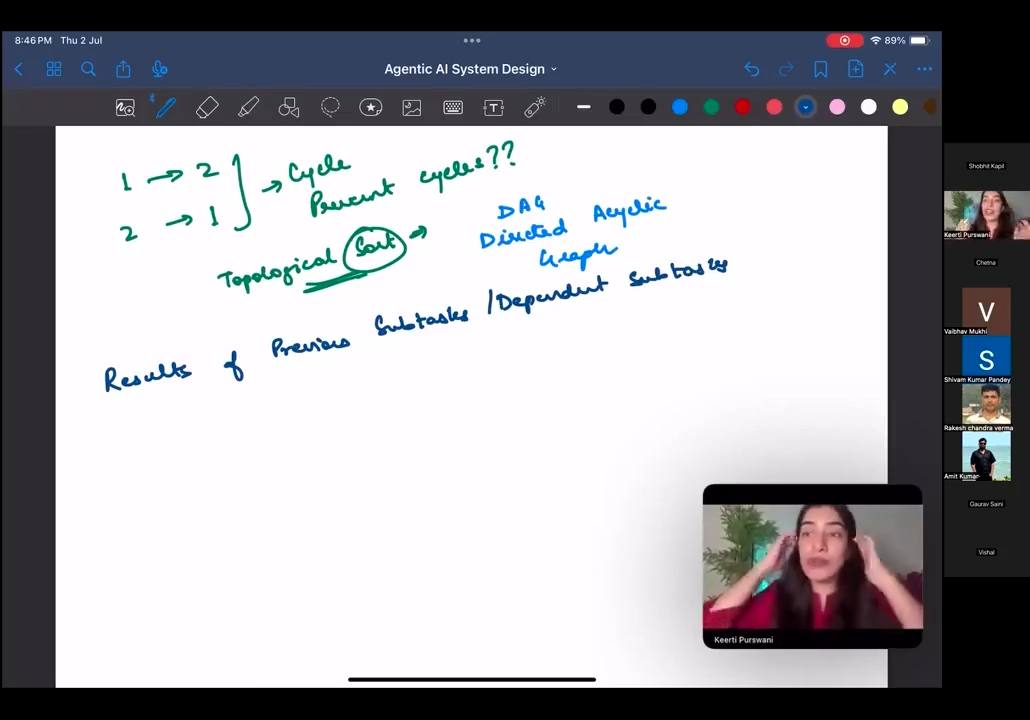 8:46 PM Thu 2 Jul
89%
Agentic AI System Design
T
1 → 2
→ Cycle
Prevent cycles??
2 → 1
Topological Sort →
DAG
Directed Acyclic
Graph
Results of Previous Subtasks / Dependent subtasks
Keerti Purswani
Shobhit Kapil
Keerti Purswani
Chetna
V
Vaibhav Mukhi
S
Shivam Kumar Pandey
Rakesh chandra verma
Amit Kumar
Gaurav Saini
Vishal